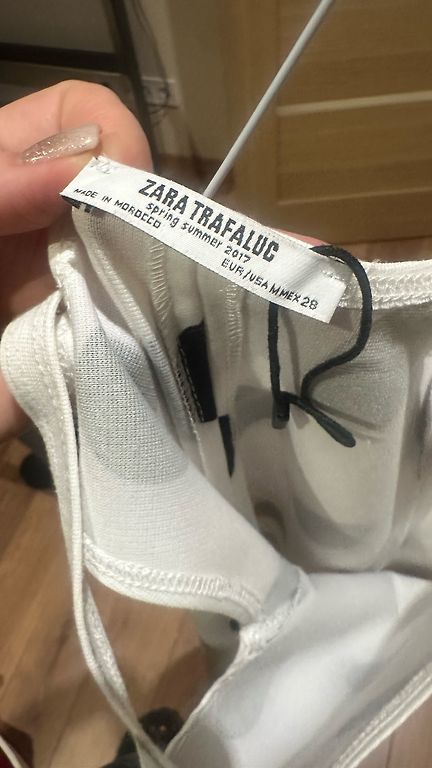 ZARA TRAFALUC
spring summer 2017
MADE IN MOROCCO
EUR/USA M MEX 28